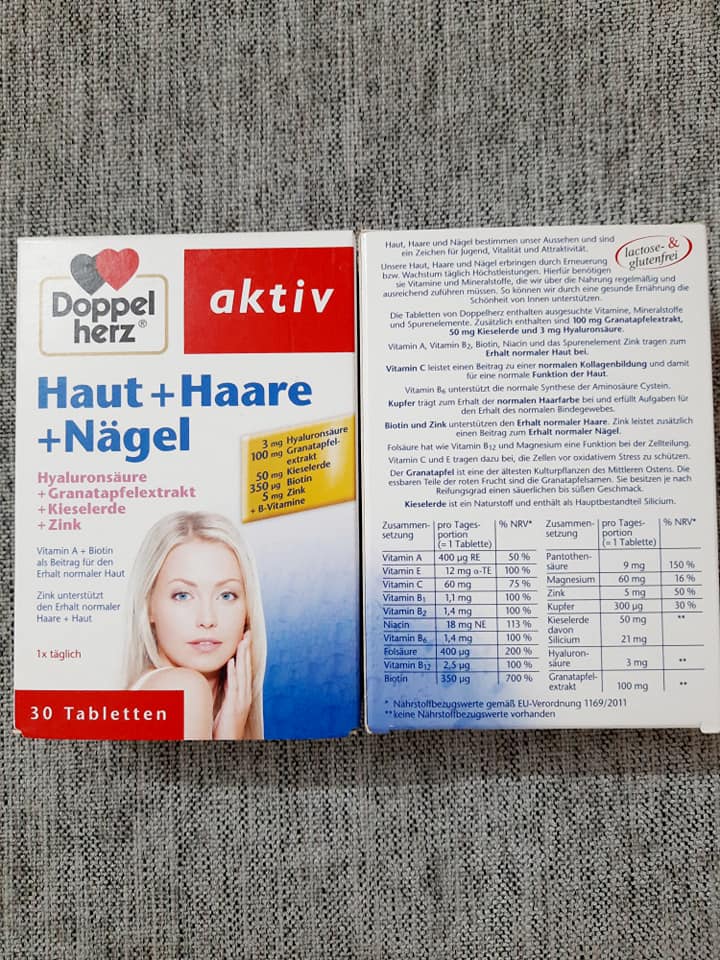 Doppel
herz®
aktiv
Haut + Haare
+ Nägel
Hyaluronsäure
+ Granatapfelextrakt
+ Kieselerde
+ Zink
3 mg Hyaluronsäure
100 mg Granatapfel-
extrakt
50 mg Kieselerde
350 µg Biotin
5 mg Zink
+ B-Vitamine
Vitamin A + Biotin
als Beitrag für den
Erhalt normaler Haut
Zink unterstützt
den Erhalt normaler
Haare + Haut
1x täglich
30 Tabletten
Haut, Haare und Nägel bestimmen unser Aussehen und sind
ein Zeichen für Jugend, Vitalität und Attraktivität.
lactose- &
glutenfrei
Unsere Haut, Haare und Nägel erbringen durch Erneuerung
bzw. Wachstum täglich Höchstleistungen. Hierfür benötigen
sie Vitamine und Mineralstoffe, die wir über die Nahrung regelmäßig und
ausreichend zuführen müssen. So können wir durch eine gesunde Ernährung die
Schönheit von Innen unterstützen.
Die Tabletten von Doppelherz enthalten ausgesuchte Vitamine, Mineralstoffe
und Spurenelemente. Zusätzlich enthalten sind 100 mg Granatapfelextrakt,
50 mg Kieselerde und 3 mg Hyaluronsäure.
Vitamin A, Vitamin B2, Biotin, Niacin und das Spurenelement Zink tragen zum
Erhalt normaler Haut bei.
Vitamin C leistet einen Beitrag zu einer normalen Kollagenbildung und damit
für eine normale Funktion der Haut.
Vitamin B6 unterstützt die normale Synthese der Aminosäure Cystein.
Kupfer trägt zum Erhalt der normalen Haarfarbe bei und erfüllt Aufgaben für
den Erhalt des normalen Bindegewebes.
Biotin und Zink unterstützen den Erhalt normaler Haare. Zink leistet zusätzlich
einen Beitrag zum Erhalt normaler Nägel.
Folsäure hat wie Vitamin B12 und Magnesium eine Funktion bei der Zellteilung.
Vitamin C und E tragen dazu bei, die Zellen vor oxidativem Stress zu schützen.
Der Granatapfel ist eine der ältesten Kulturpflanzen des Mittleren Ostens. Die
essbaren Teile der roten Frucht sind die Granatapfelsamen. Sie besitzen je nach
Reifungsgrad einen säuerlichen bis süßen Geschmack.
Kieselerde ist ein Naturstoff und enthält als Hauptbestandteil Silicium.
Zusammen-
setzung pro Tages-
portion
(= 1 Tablette) % NRV*
Vitamin A 400 µg RE 50 %
Vitamin E 12 mg α-TE 100 %
Vitamin C 60 mg 75 %
Vitamin B1 1,1 mg 100 %
Vitamin B2 1,4 mg 100 %
Niacin 18 mg NE 113 %
Vitamin B6 1,4 mg 100 %
Folsäure 400 µg 200 %
Vitamin B12 2,5 µg 100 %
Biotin 350 µg 700 %
Zusammen-
setzung pro Tages-
portion
(= 1 Tablette) % NRV*
Pantothen-
säure 9 mg 150 %
Magnesium 60 mg 16 %
Zink 5 mg 50 %
Kupfer 300 µg 30 %
Kieselerde 50 mg **
davon
Silicium 21 mg
Hyaluron-
säure 3 mg **
Granatapfel-
extrakt 100 mg **
* Nährstoffbezugswerte gemäß EU-Verordnung 1169/2011
** keine Nährstoffbezugswerte vorhanden